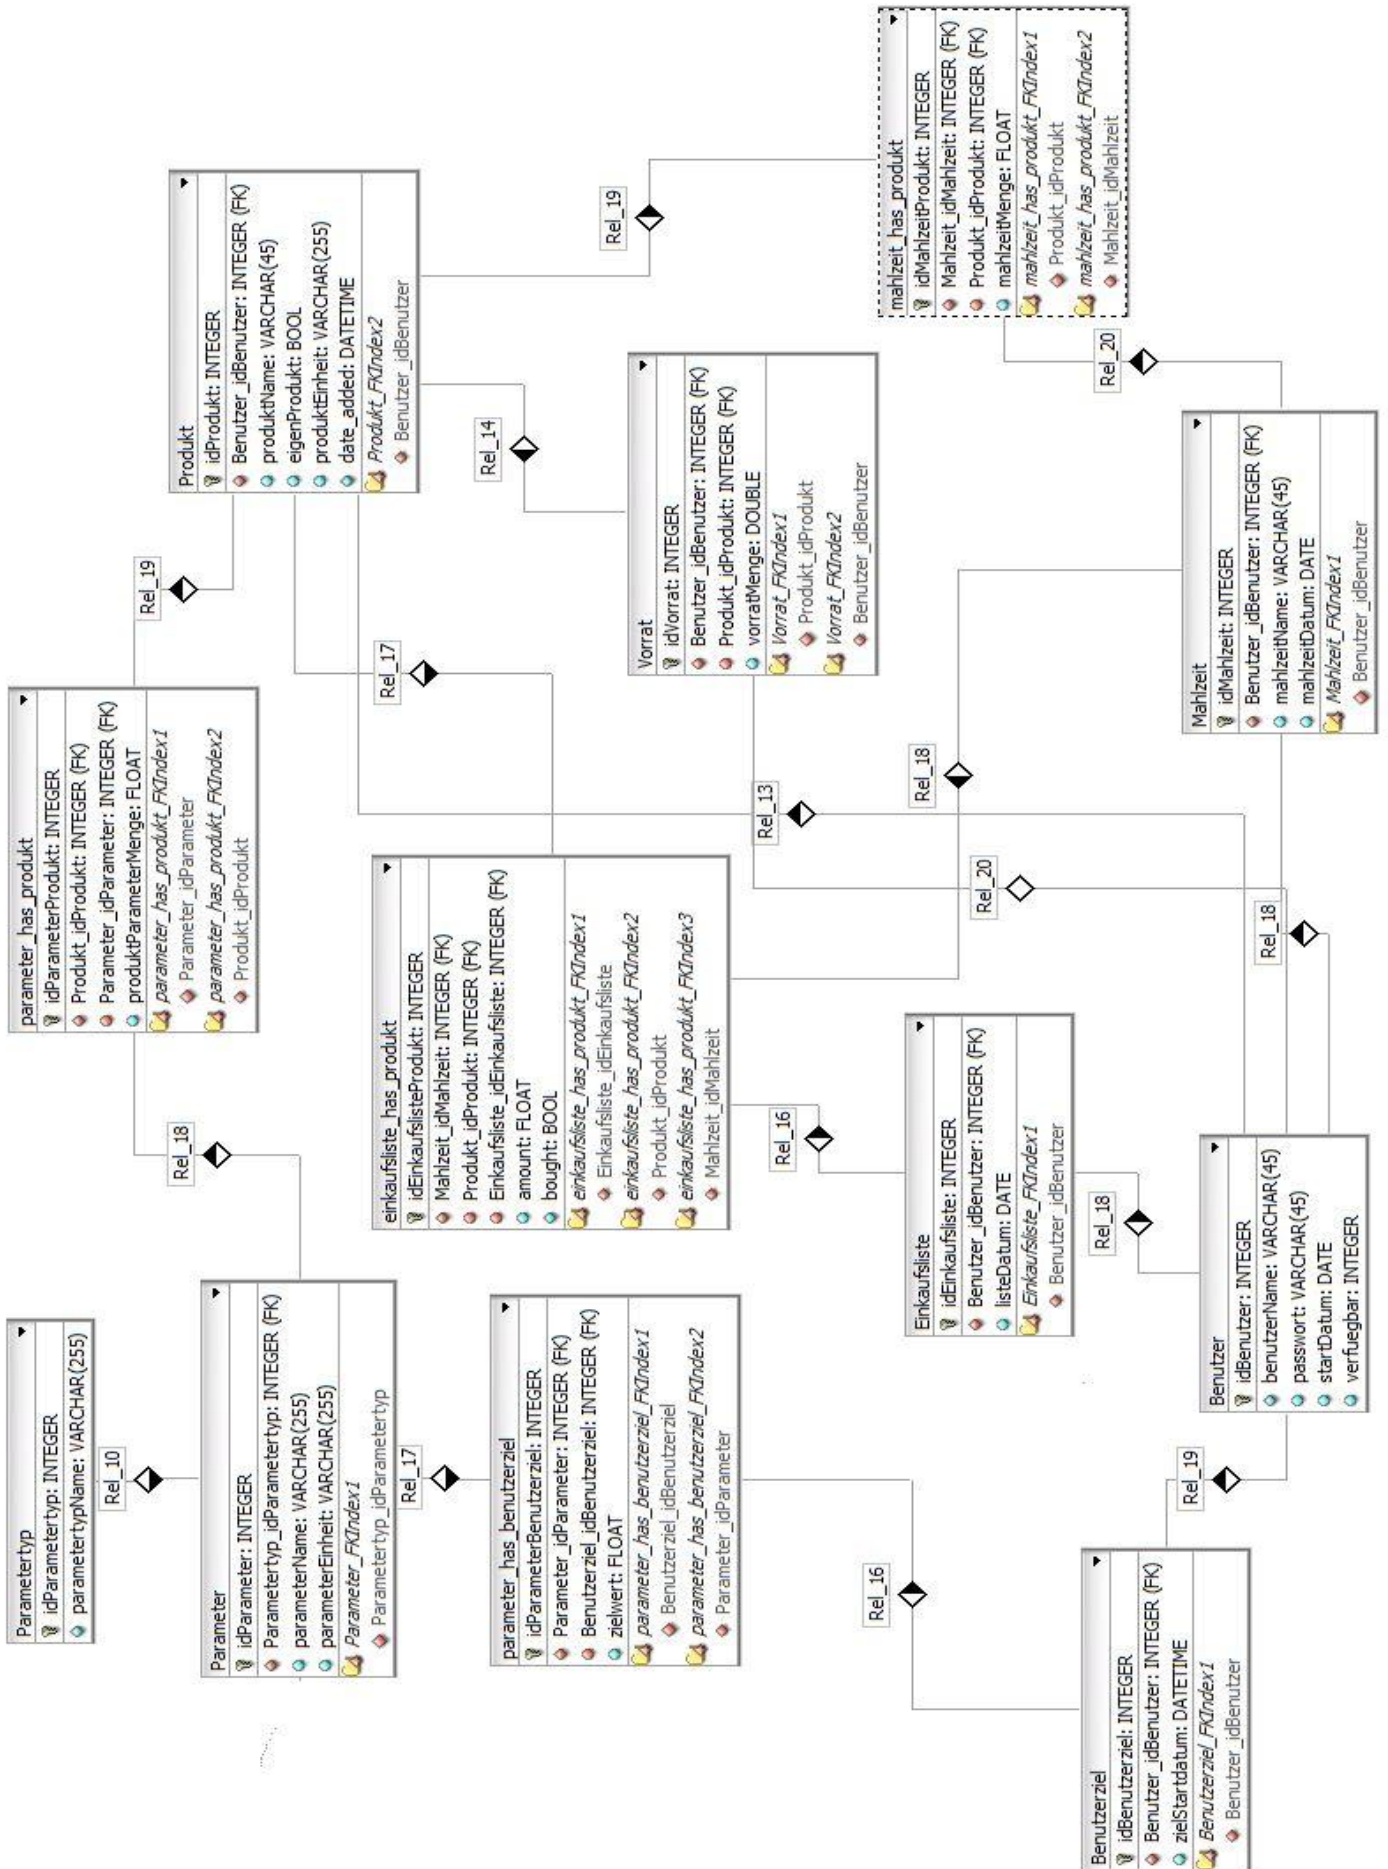 Parametertyp
idParametertyp: INTEGER
parametertypName: VARCHAR(255)
Rel_10
Parameter
idParameter: INTEGER
Parametertyp_idParametertyp: INTEGER (FK)
parameterName: VARCHAR(255)
parameterEinheit: VARCHAR(255)
Parameter_FKIndex1
Parametertyp_idParametertyp
Rel_18
parameter_has_produkt
idParameterProdukt: INTEGER
Produkt_idProdukt: INTEGER (FK)
Parameter_idParameter: INTEGER (FK)
produktParameterMenge: FLOAT
parameter_has_produkt_FKIndex1
Parameter_idParameter
parameter_has_produkt_FKIndex2
Produkt_idProdukt
Rel_19
Produkt
idProdukt: INTEGER
Benutzer_idBenutzer: INTEGER (FK)
produktName: VARCHAR(45)
eigenProdukt: BOOL
produktEinheit: VARCHAR(255)
date_added: DATETIME
Produkt_FKIndex2
Benutzer_idBenutzer
Rel_17
parameter_has_benutzerziel
idParameterBenutzerziel: INTEGER
Parameter_idParameter: INTEGER (FK)
Benutzerziel_idBenutzerziel: INTEGER (FK)
zielwert: FLOAT
parameter_has_benutzerziel_FKIndex1
Benutzerziel_idBenutzerziel
parameter_has_benutzerziel_FKIndex2
Parameter_idParameter
einkaufsliste_has_produkt
idEinkaufslisteProdukt: INTEGER
Mahlzeit_idMahlzeit: INTEGER (FK)
Produkt_idProdukt: INTEGER (FK)
Einkaufsliste_idEinkaufsliste: INTEGER (FK)
amount: FLOAT
bought: BOOL
einkaufsliste_has_produkt_FKIndex1
Einkaufsliste_idEinkaufsliste
einkaufsliste_has_produkt_FKIndex2
Produkt_idProdukt
einkaufsliste_has_produkt_FKIndex3
Mahlzeit_idMahlzeit
Rel_17
Rel_14
Rel_19
Vorrat
idVorrat: INTEGER
Benutzer_idBenutzer: INTEGER (FK)
Produkt_idProdukt: INTEGER (FK)
vorratMenge: DOUBLE
Vorrat_FKIndex1
Produkt_idProdukt
Vorrat_FKIndex2
Benutzer_idBenutzer
Rel_16
Rel_16
Rel_13
Rel_18
Rel_20
Einkaufsliste
idEinkaufsliste: INTEGER
Benutzer_idBenutzer: INTEGER (FK)
listeDatum: DATE
Einkaufsliste_FKIndex1
Benutzer_idBenutzer
mahlzeit_has_produkt
idMahlzeitProdukt: INTEGER
Mahlzeit_idMahlzeit: INTEGER (FK)
Produkt_idProdukt: INTEGER (FK)
mahlzeitMenge: FLOAT
mahlzeit_has_produkt_FKIndex1
Produkt_idProdukt
mahlzeit_has_produkt_FKIndex2
Mahlzeit_idMahlzeit
Rel_18
Rel_20
Benutzerziel
idBenutzerziel: INTEGER
Benutzer_idBenutzer: INTEGER (FK)
zielStartdatum: DATETIME
Benutzerziel_FKIndex1
Benutzer_idBenutzer
Rel_19
Benutzer
idBenutzer: INTEGER
benutzerName: VARCHAR(45)
passwort: VARCHAR(45)
startDatum: DATE
verfuegbar: INTEGER
Rel_18
Mahlzeit
idMahlzeit: INTEGER
Benutzer_idBenutzer: INTEGER (FK)
mahlzeitName: VARCHAR(45)
mahlzeitDatum: DATE
Mahlzeit_FKIndex1
Benutzer_idBenutzer